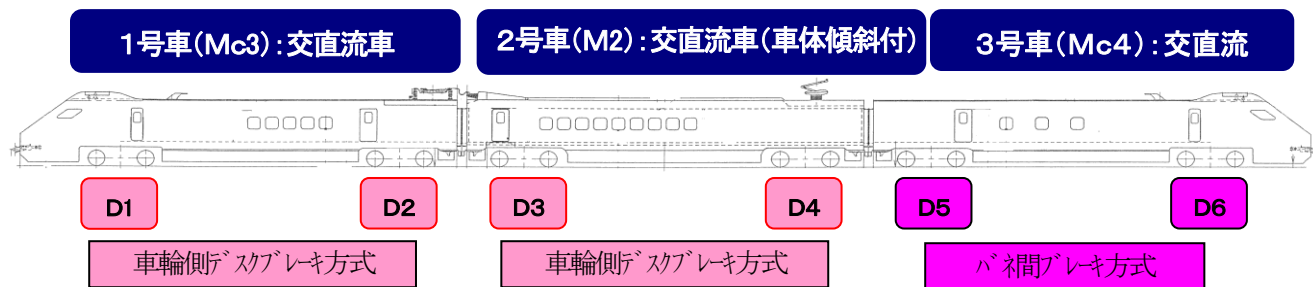 1号車(Mc3):交直流車
2号車(M2):交直流車(車体傾斜付)
3号車(Mc4):交直流
D1
D2
D3
D4
D5
D6
車輪側ﾃﾞｽｸﾌﾞﾚｰｷ方式
車輪側ﾃﾞｽｸﾌﾞﾚｰｷ方式
ﾊﾞﾈ間ﾌﾞﾚｰｷ方式